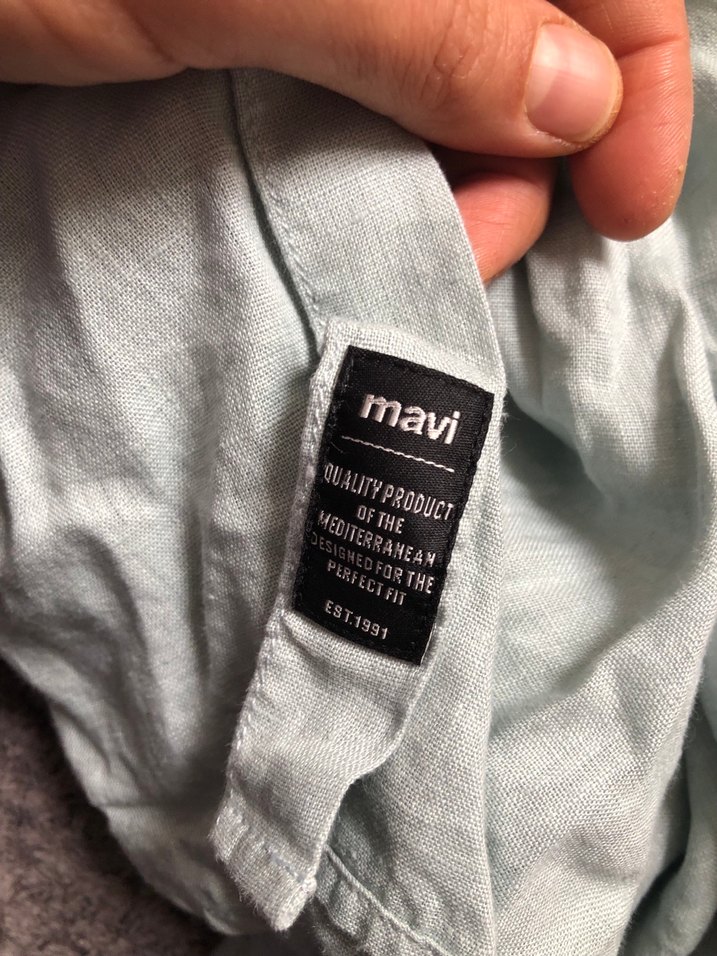 mavi
QUALITY PRODUCT
OF THE
MEDITERRANEAN
DESIGNED FOR THE
PERFECT FIT
EST.1991